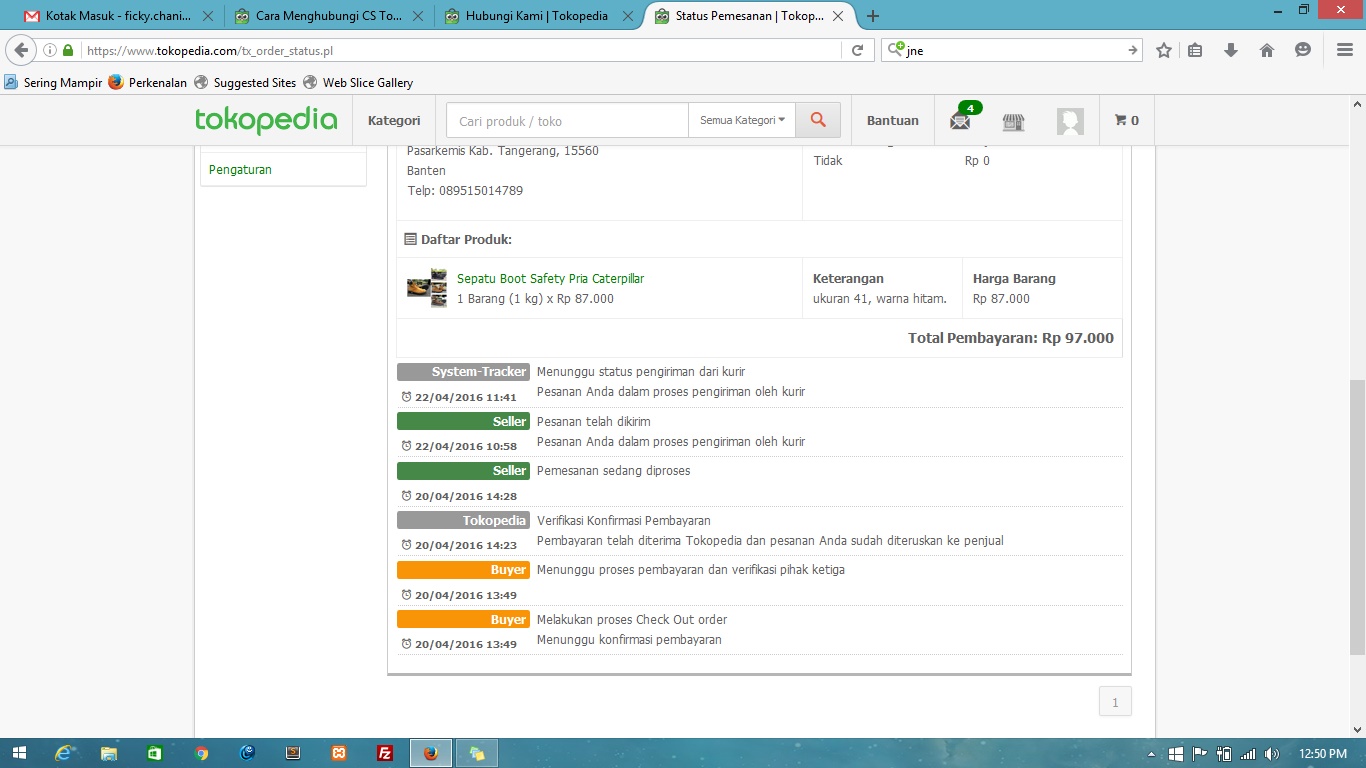 Kotak Masuk - ficky.chani...
Cara Menghubungi CS To...
Hubungi Kami | Tokopedia
Status Pemesanan | Tokop...
https://www.tokopedia.com/tx_order_status.pl
jne
Sering Mampir
Perkenalan
Suggested Sites
Web Slice Gallery
tokopedia
Kategori
Cari produk / toko
Semua Kategori
Bantuan
4
0
Pengaturan
Pasarkemis Kab. Tangerang, 15560
Banten
Telp: 089515014789
Tidak
Rp 0
Daftar Produk:
Sepatu Boot Safety Pria Caterpillar
1 Barang (1 kg) x Rp 87.000
Keterangan
ukuran 41, warna hitam.
Harga Barang
Rp 87.000
Total Pembayaran: Rp 97.000
System-Tracker
22/04/2016 11:41
Menunggu status pengiriman dari kurir
Pesanan Anda dalam proses pengiriman oleh kurir
Seller
22/04/2016 10:58
Pesanan telah dikirim
Pesanan Anda dalam proses pengiriman oleh kurir
Seller
20/04/2016 14:28
Pemesanan sedang diproses
Tokopedia
20/04/2016 14:23
Verifikasi Konfirmasi Pembayaran
Pembayaran telah diterima Tokopedia dan pesanan Anda sudah diteruskan ke penjual
Buyer
20/04/2016 13:49
Menunggu proses pembayaran dan verifikasi pihak ketiga
Buyer
20/04/2016 13:49
Melakukan proses Check Out order
Menunggu konfirmasi pembayaran
1
12:50 PM